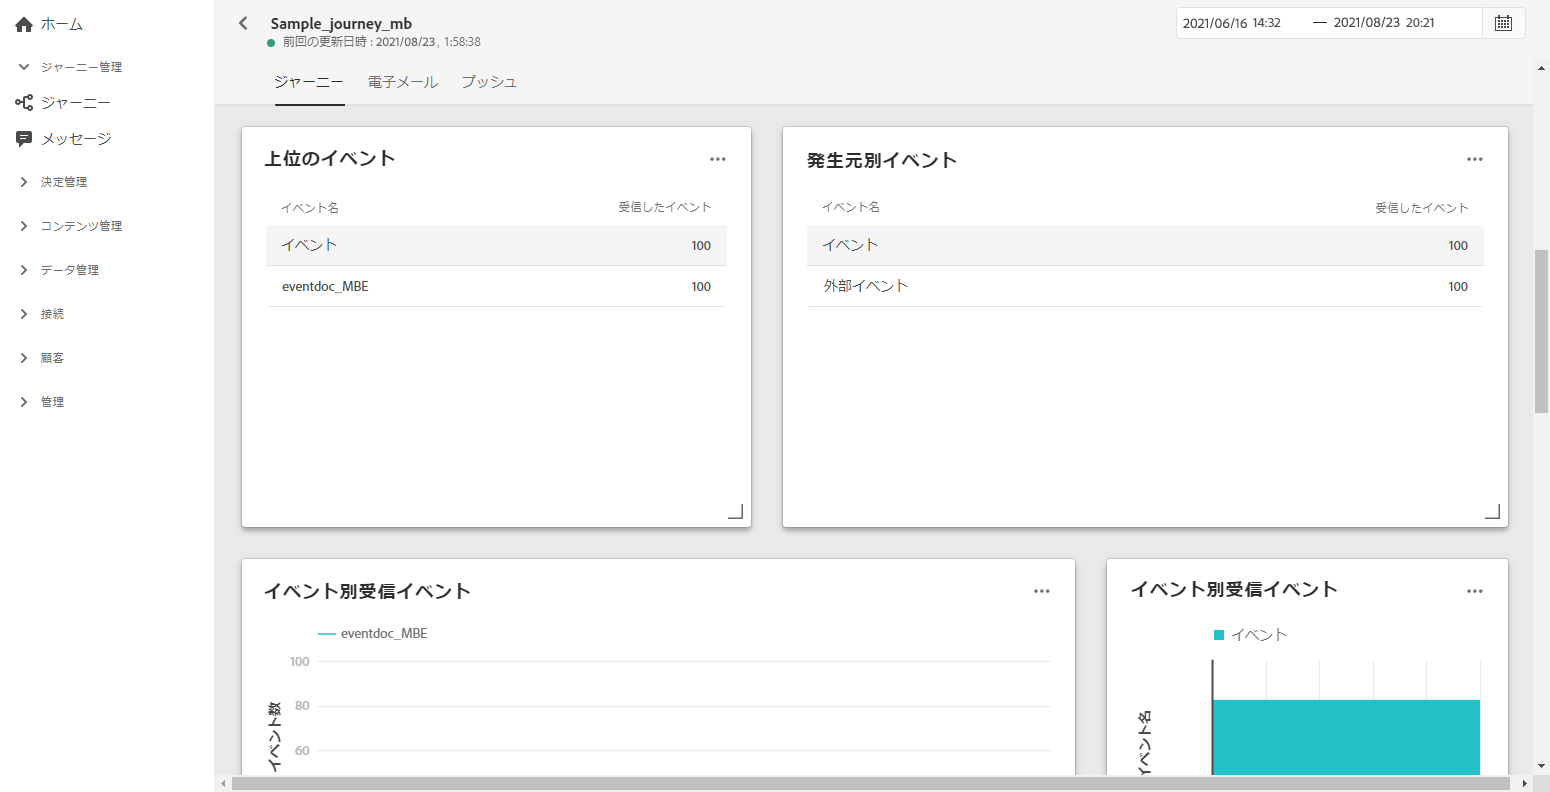 ホーム
ジャーニー管理
ジャーニー
メッセージ
決定管理
コンテンツ管理
データ管理
接続
顧客
管理
Sample_journey_mb
前回の更新日時 : 2021/08/23 , 1:58:38
2021/06/16 14:32 — 2021/08/23 20:21
ジャーニー 電子メール プッシュ
上位のイベント
イベント名 受信したイベント
イベント 100
eventdoc_MBE 100
発生元別イベント
イベント名 受信したイベント
イベント 100
外部イベント 100
イベント別受信イベント
eventdoc_MBE
100
80
60
イベント数
イベント別受信イベント
イベント
イベント名